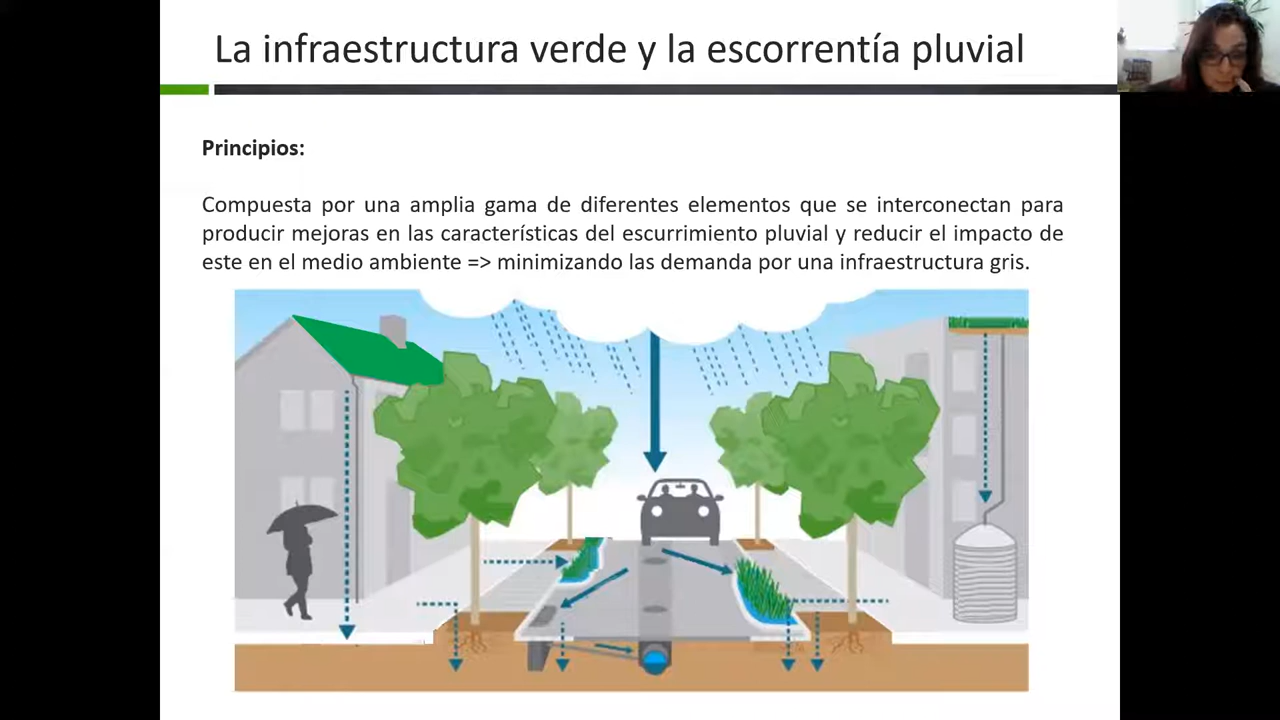 La infraestructura verde y la escorrentía pluvial
Principios:
Compuesta por una amplia gama de diferentes elementos que se interconectan para
producir mejoras en las características del escurrimiento pluvial y reducir el impacto de
este en el medio ambiente => minimizando las demanda por una infraestructura gris.